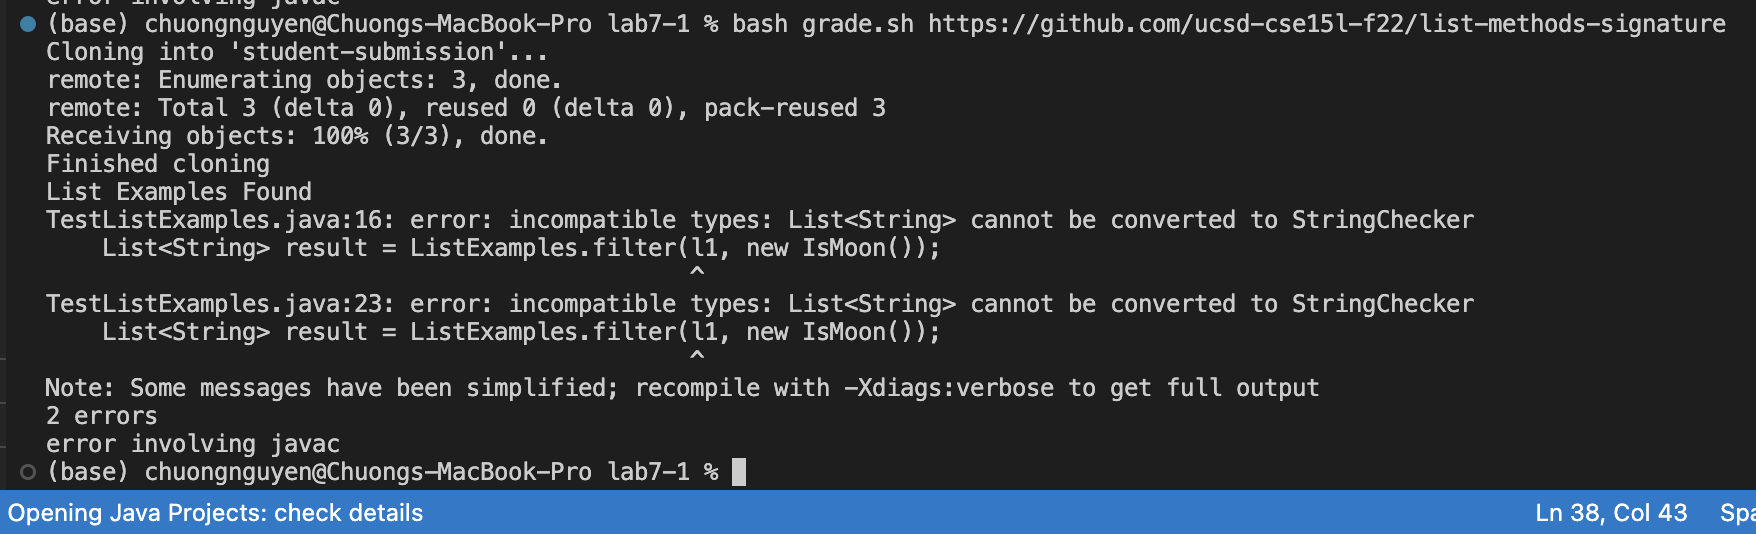 error involving javac
(base) chuongnguyen@Chuongs-MacBook-Pro lab7-1 % bash grade.sh https://github.com/ucsd-cse15l-f22/list-methods-signature
Cloning into 'student-submission'...
remote: Enumerating objects: 3, done.
remote: Total 3 (delta 0), reused 0 (delta 0), pack-reused 3
Receiving objects: 100% (3/3), done.
Finished cloning
List Examples Found
TestListExamples.java:16: error: incompatible types: List<String> cannot be converted to StringChecker
    List<String> result = ListExamples.filter(l1, new IsMoon());
                                              ^
TestListExamples.java:23: error: incompatible types: List<String> cannot be converted to StringChecker
    List<String> result = ListExamples.filter(l1, new IsMoon());
                                              ^
Note: Some messages have been simplified; recompile with -Xdiags:verbose to get full output
2 errors
error involving javac
(base) chuongnguyen@Chuongs-MacBook-Pro lab7-1 %
Opening Java Projects: check details
Ln 38, Col 43